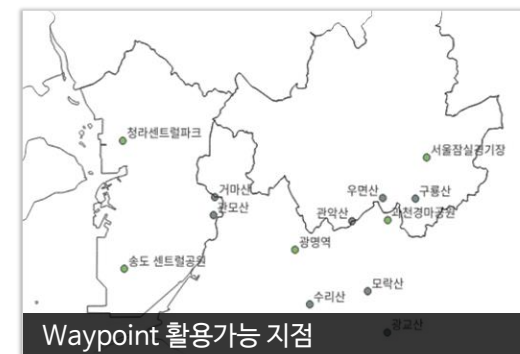 청라센트럴파크
서울잠실경기장
거마산
관모산
우면산
구룡산
관악산
과천경마공원
광명역
송도 센트럴공원
모락산
수리산
광교산
Waypoint 활용가능 지점